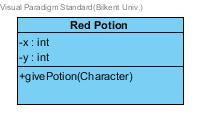 Visual Paradigm Standard(Bilkent Univ.)
Red Potion
-x : int
-y : int
+givePotion(Character)